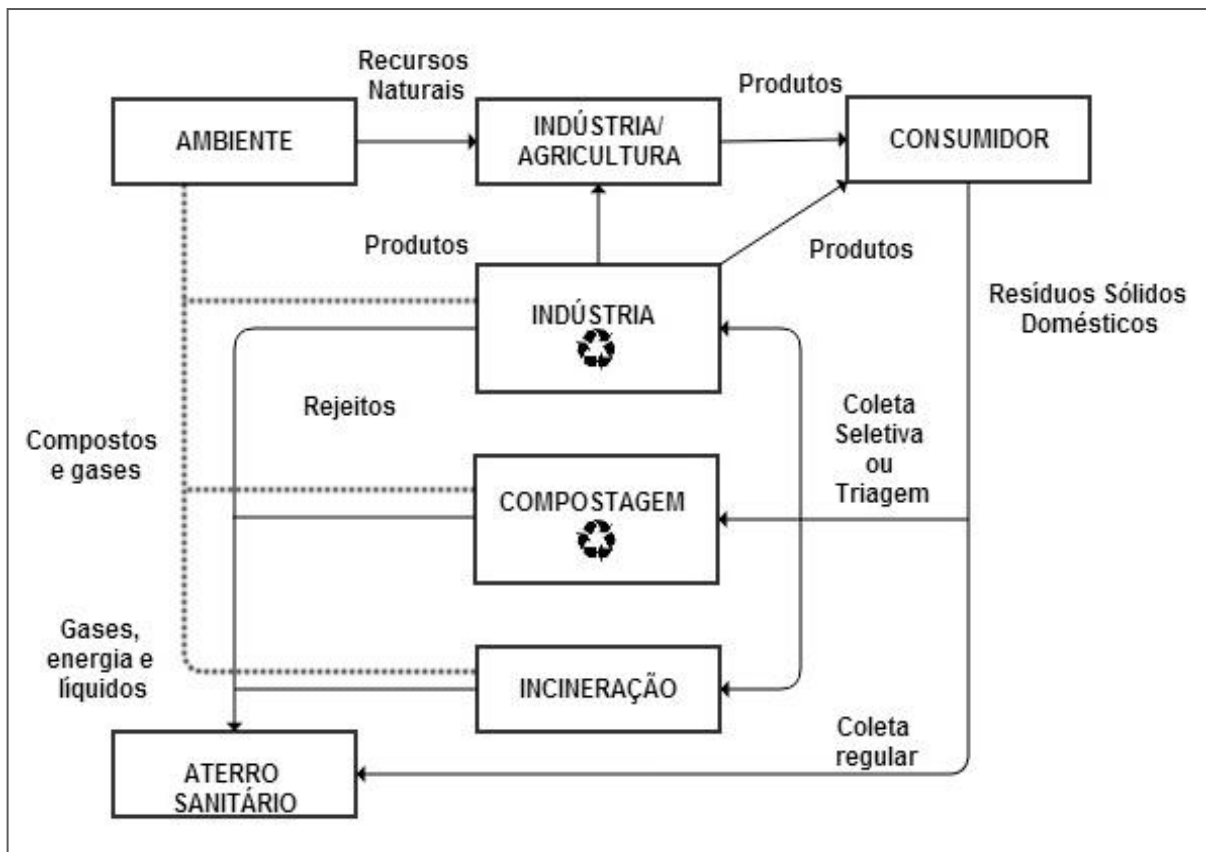 Recursos
Naturais
Produtos
AMBIENTE
INDÚSTRIA/
AGRICULTURA
CONSUMIDOR
Produtos
Produtos
INDÚSTRIA
Resíduos Sólidos
Domésticos
Rejeitos
Coleta
Seletiva
ou
Triagem
Compostos
e gases
COMPOSTAGEM
Gases,
energia e
líquidos
INCINERAÇÃO
Coleta
regular
ATERRO
SANITÁRIO